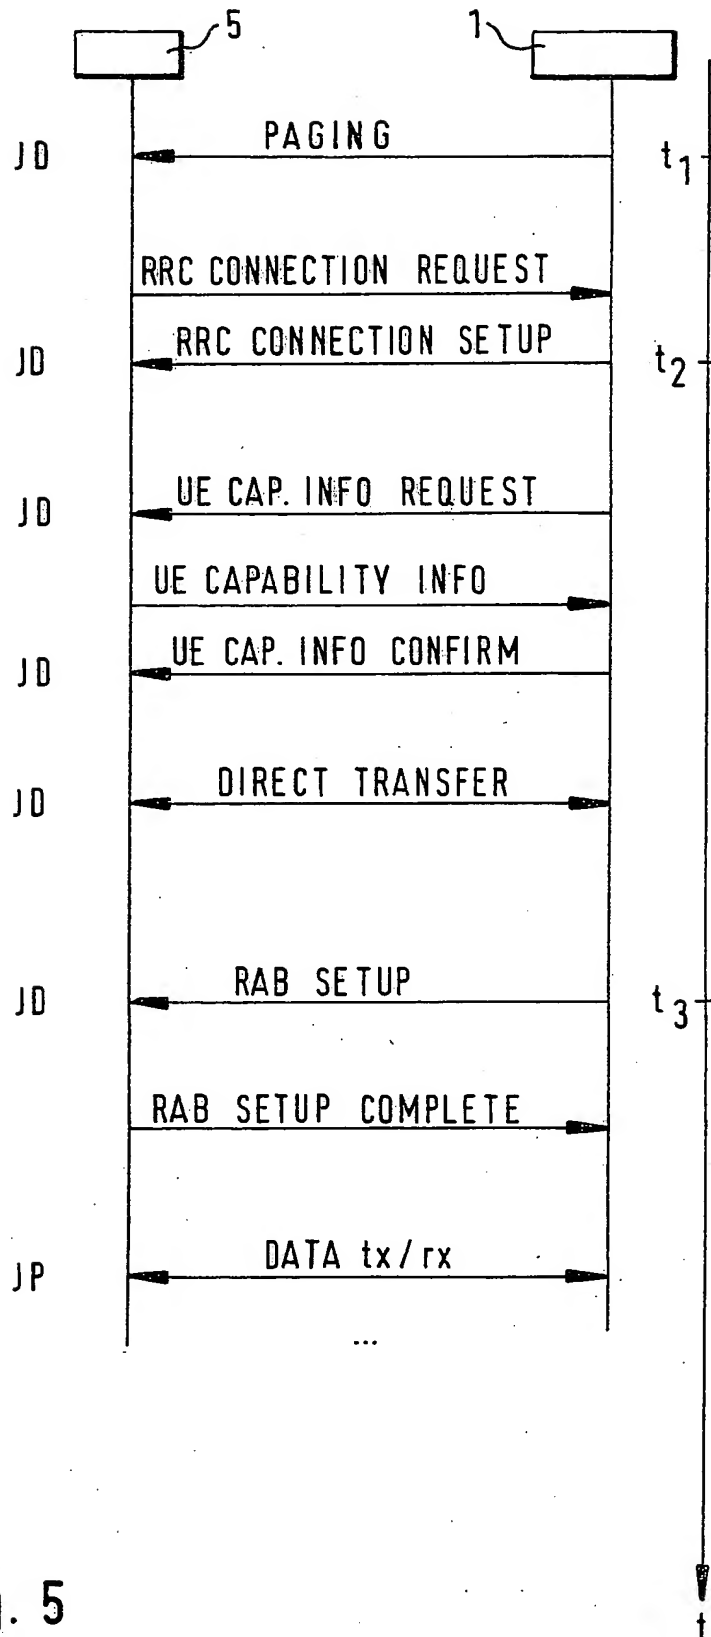 5 1
JD PAGING t1
RRC CONNECTION REQUEST
JD RRC CONNECTION SETUP t2
JD UE CAP. INFO REQUEST
UE CAPABILITY INFO
JD UE CAP. INFO CONFIRM
JD DIRECT TRANSFER
JD RAB SETUP t3
RAB SETUP COMPLETE
JP DATA tx/rx
...
. 5
t